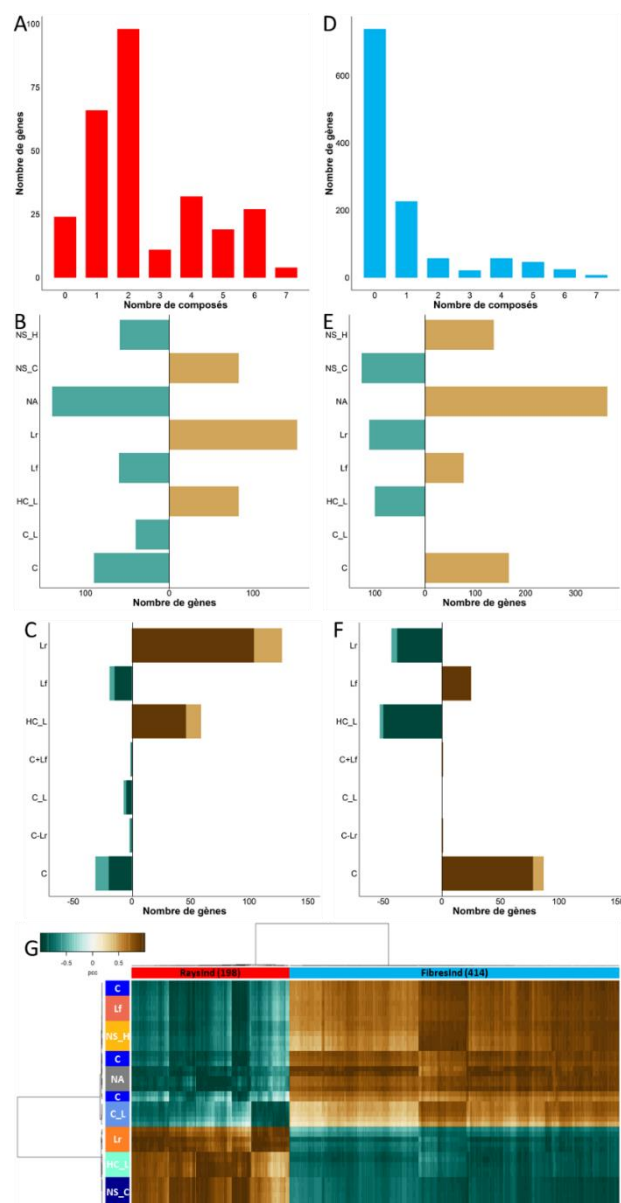 A
100
75
50
25
0
Nombre de gènes
0 1 2 3 4 5 6 7
Nombre de composés
D
600
400
200
0
Nombre de gènes
0 1 2 3 4 5 6 7
Nombre de composés
B
NS_H
NS_C
NA
Lr
Lf
HC_L
C_L
C
100 0 100
Nombre de gènes
E
NS_H
NS_C
NA
Lr
Lf
HC_L
C_L
C
100 0 100 200 300
Nombre de gènes
C
Lr
Lf
HC_L
C+Lf
C_L
C-Lr
C
-50 0 50 100 150
Nombre de gènes
F
Lr
Lf
HC_L
C+Lf
C_L
C-Lr
C
-50 0 50 100 150
Nombre de gènes
G
-0.5 0 0.5
pcc
RaysInd (198) FibresInd (414)
C
Lf
NS_H
C
NA
C
C_L
Lr
HC_L
NS_C